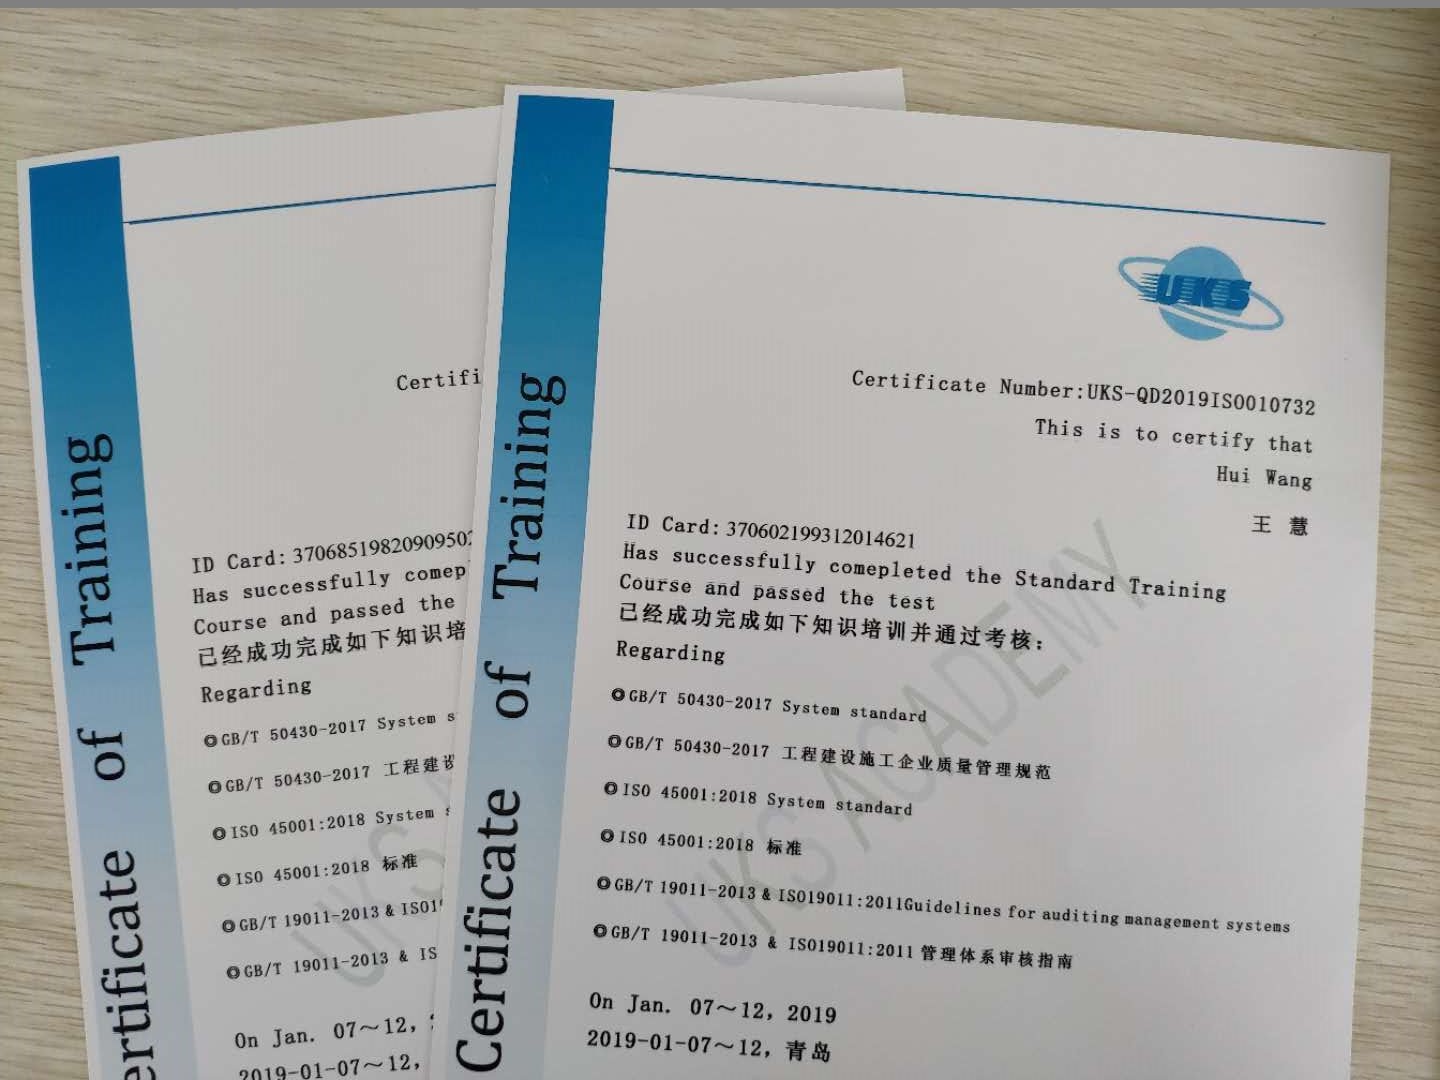 Certificate of Training
Certifi
ID Card: 37068519820909502
Has successfully comep
Course and passed the
已经成功完成如下知识培
Regarding
◎GB/T 50430-2017 System s
◎GB/T 50430-2017 工程建设
◎ISO 45001:2018 System s
◎ISO 45001:2018 标准
◎GB/T 19011-2013 & ISO19
◎GB/T 19011-2013 & IS
On Jan. 07～12,
2019-01-07～12,
UKS
ertificate of Training
UKS
Certificate Number:UKS-QD2019ISO010732
This is to certify that
Hui Wang
王 慧
ID Card: 370602199312014621
Has successfully comepleted the Standard Training
Course and passed the test
已经成功完成如下知识培训并通过考核：
Regarding
◎GB/T 50430-2017 System standard
◎GB/T 50430-2017 工程建设施工企业质量管理规范
◎ISO 45001:2018 System standard
◎ISO 45001:2018 标准
◎GB/T 19011-2013 & ISO19011:2011Guidelines for auditing management systems
◎GB/T 19011-2013 & ISO19011:2011 管理体系审核指南
On Jan. 07～12, 2019
2019-01-07～12, 青岛
UKS ACADEMY